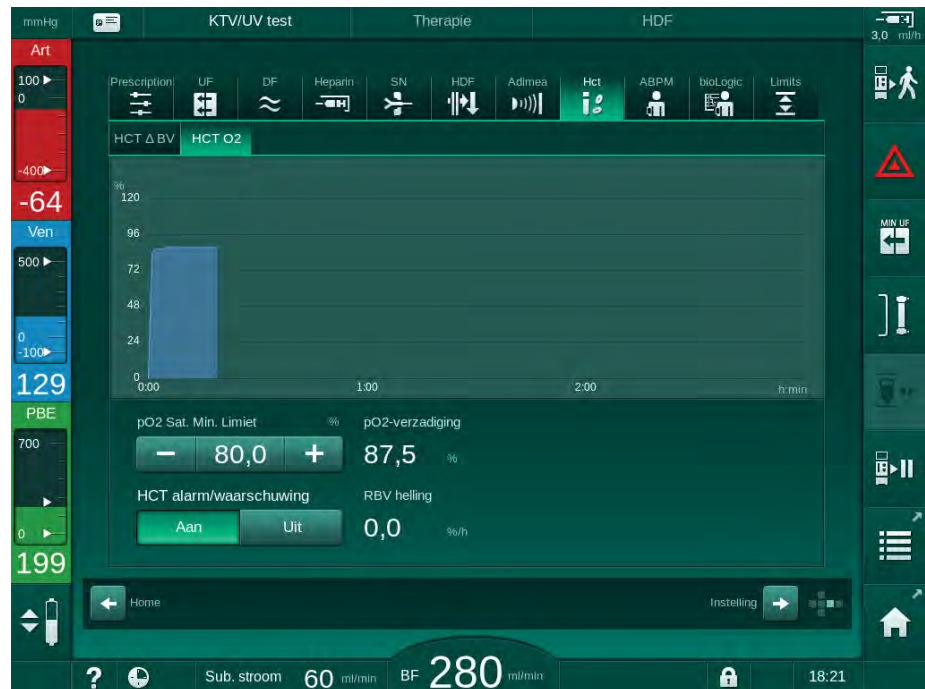 mmHg
KTV/UV test
Therapie
HDF
3,0 ml/h
Art
100
0
-400
-64
Ven
500
0
-100
129
PBE
700
0
199
Prescription
UF
DF
Heparin
SN
HDF
Adimea
Hct
ABPM
bioLogic
Limits
HCT Δ BV
HCT O2
%
120
96
72
48
24
0
0:00
1:00
2:00
h:min
pO2 Sat. Min. Limiet %
80,0
pO2-verzadiging
87,5 %
HCT alarm/waarschuwing
Aan
Uit
RBV helling
0,0 %/h
MIN UF
Home
Instelling
?
Sub. stroom 60 ml/min
BF 280 ml/min
18:21